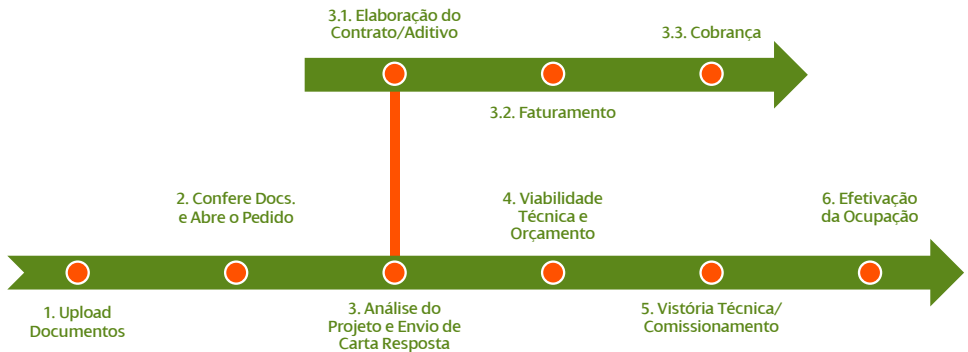 3.1. Elaboração do
Contrato/Aditivo
3.3. Cobrança
3.2. Faturamento
2. Confere Docs.
e Abre o Pedido
4. Viabilidade
Técnica e
Orçamento
6. Efetivação
da Ocupação
1. Upload
Documentos
3. Análise do
Projeto e Envio de
Carta Resposta
5. Vistória Técnica/
Comissionamento